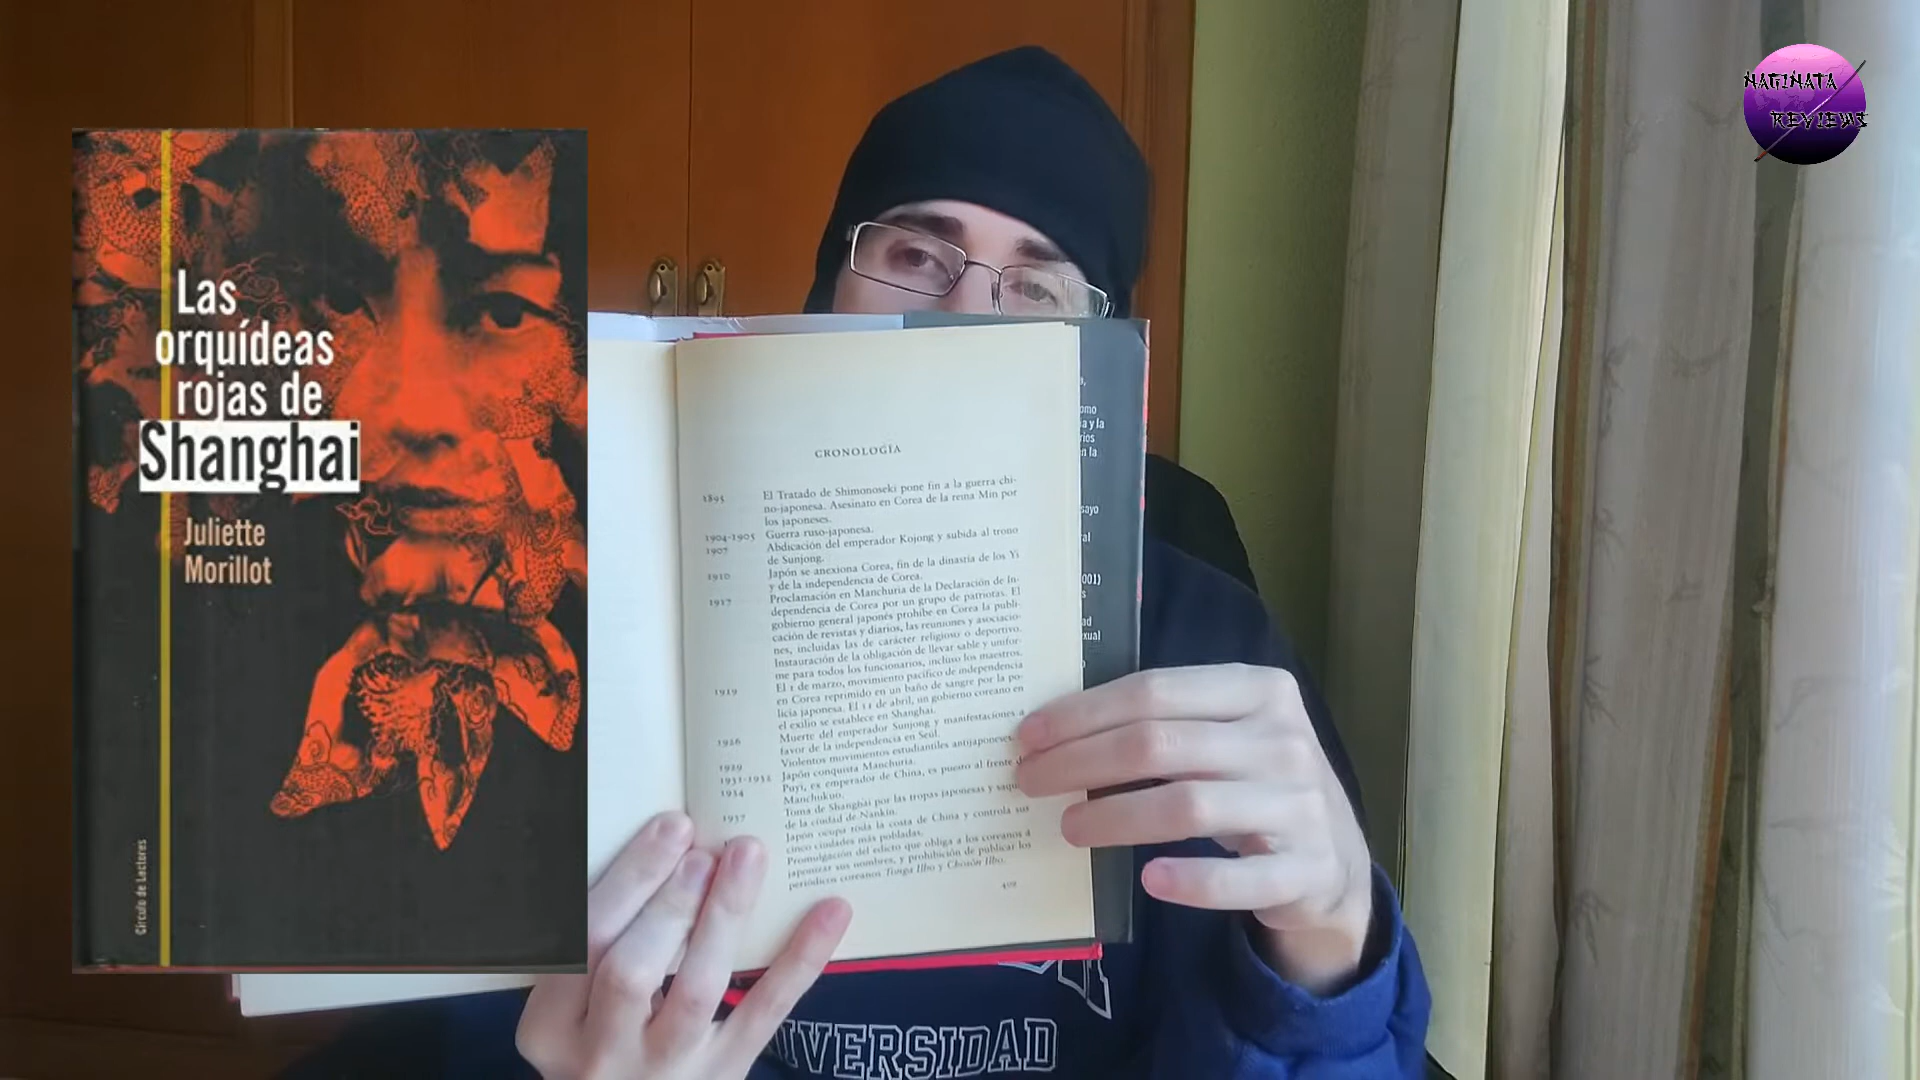 NAGINATA
REVIEWS
Las
orquídeas
rojas de
Shanghai
Juliette
Morillot
Círculo de Lectores
CRONOLOGÍA
1895 El Tratado de Shimonoseki pone fin a la guerra chi-
no-japonesa. Asesinato en Corea de la reina Min por
los japoneses.
1904-1905 Guerra ruso-japonesa.
1907 Abdicación del emperador Kojong y subida al trono
de Sunjong.
1910 Japón se anexiona Corea, fin de la dinastía de los Yi
y de la independencia de Corea.
1917 Proclamación en Manchuria de la Declaración de In-
dependencia de Corea por un grupo de patriotas. El
gobierno general japonés prohíbe en Corea la publi-
cación de revistas y diarios, las reuniones y asociacio-
nes, incluidas las de carácter religioso o deportivo.
Instauración de la obligación de llevar sable y unifor-
me para todos los funcionarios, incluso los maestros.
1919 El 1 de marzo, movimiento pacífico de independencia
en Corea reprimido en un baño de sangre por la po-
licía japonesa. El 11 de abril, un gobierno coreano en
el exilio se establece en Shanghai.
1926 Muerte del emperador Sunjong y manifestaciones a
favor de la independencia en Seúl.
1929 Violentos movimientos estudiantiles antijaponeses.
1931-1932 Japón conquista Manchuria.
1934 Puyi, ex emperador de China, es puesto al frente d
Manchukuo.
1937 Toma de Shanghai por las tropas japonesas y saqu
de la ciudad de Nankín.
Japón ocupa toda la costa de China y controla sus
cinco ciudades más pobladas.
Promulgación del edicto que obliga a los coreanos a
japonizar sus nombres, y prohibición de publicar los
periódicos coreanos Tonga Ilbo y Chosŏn Ilbo.
omo
a y la
rios
n la
sayo
ral
001)
s
ad
xual
IVERSIDAD